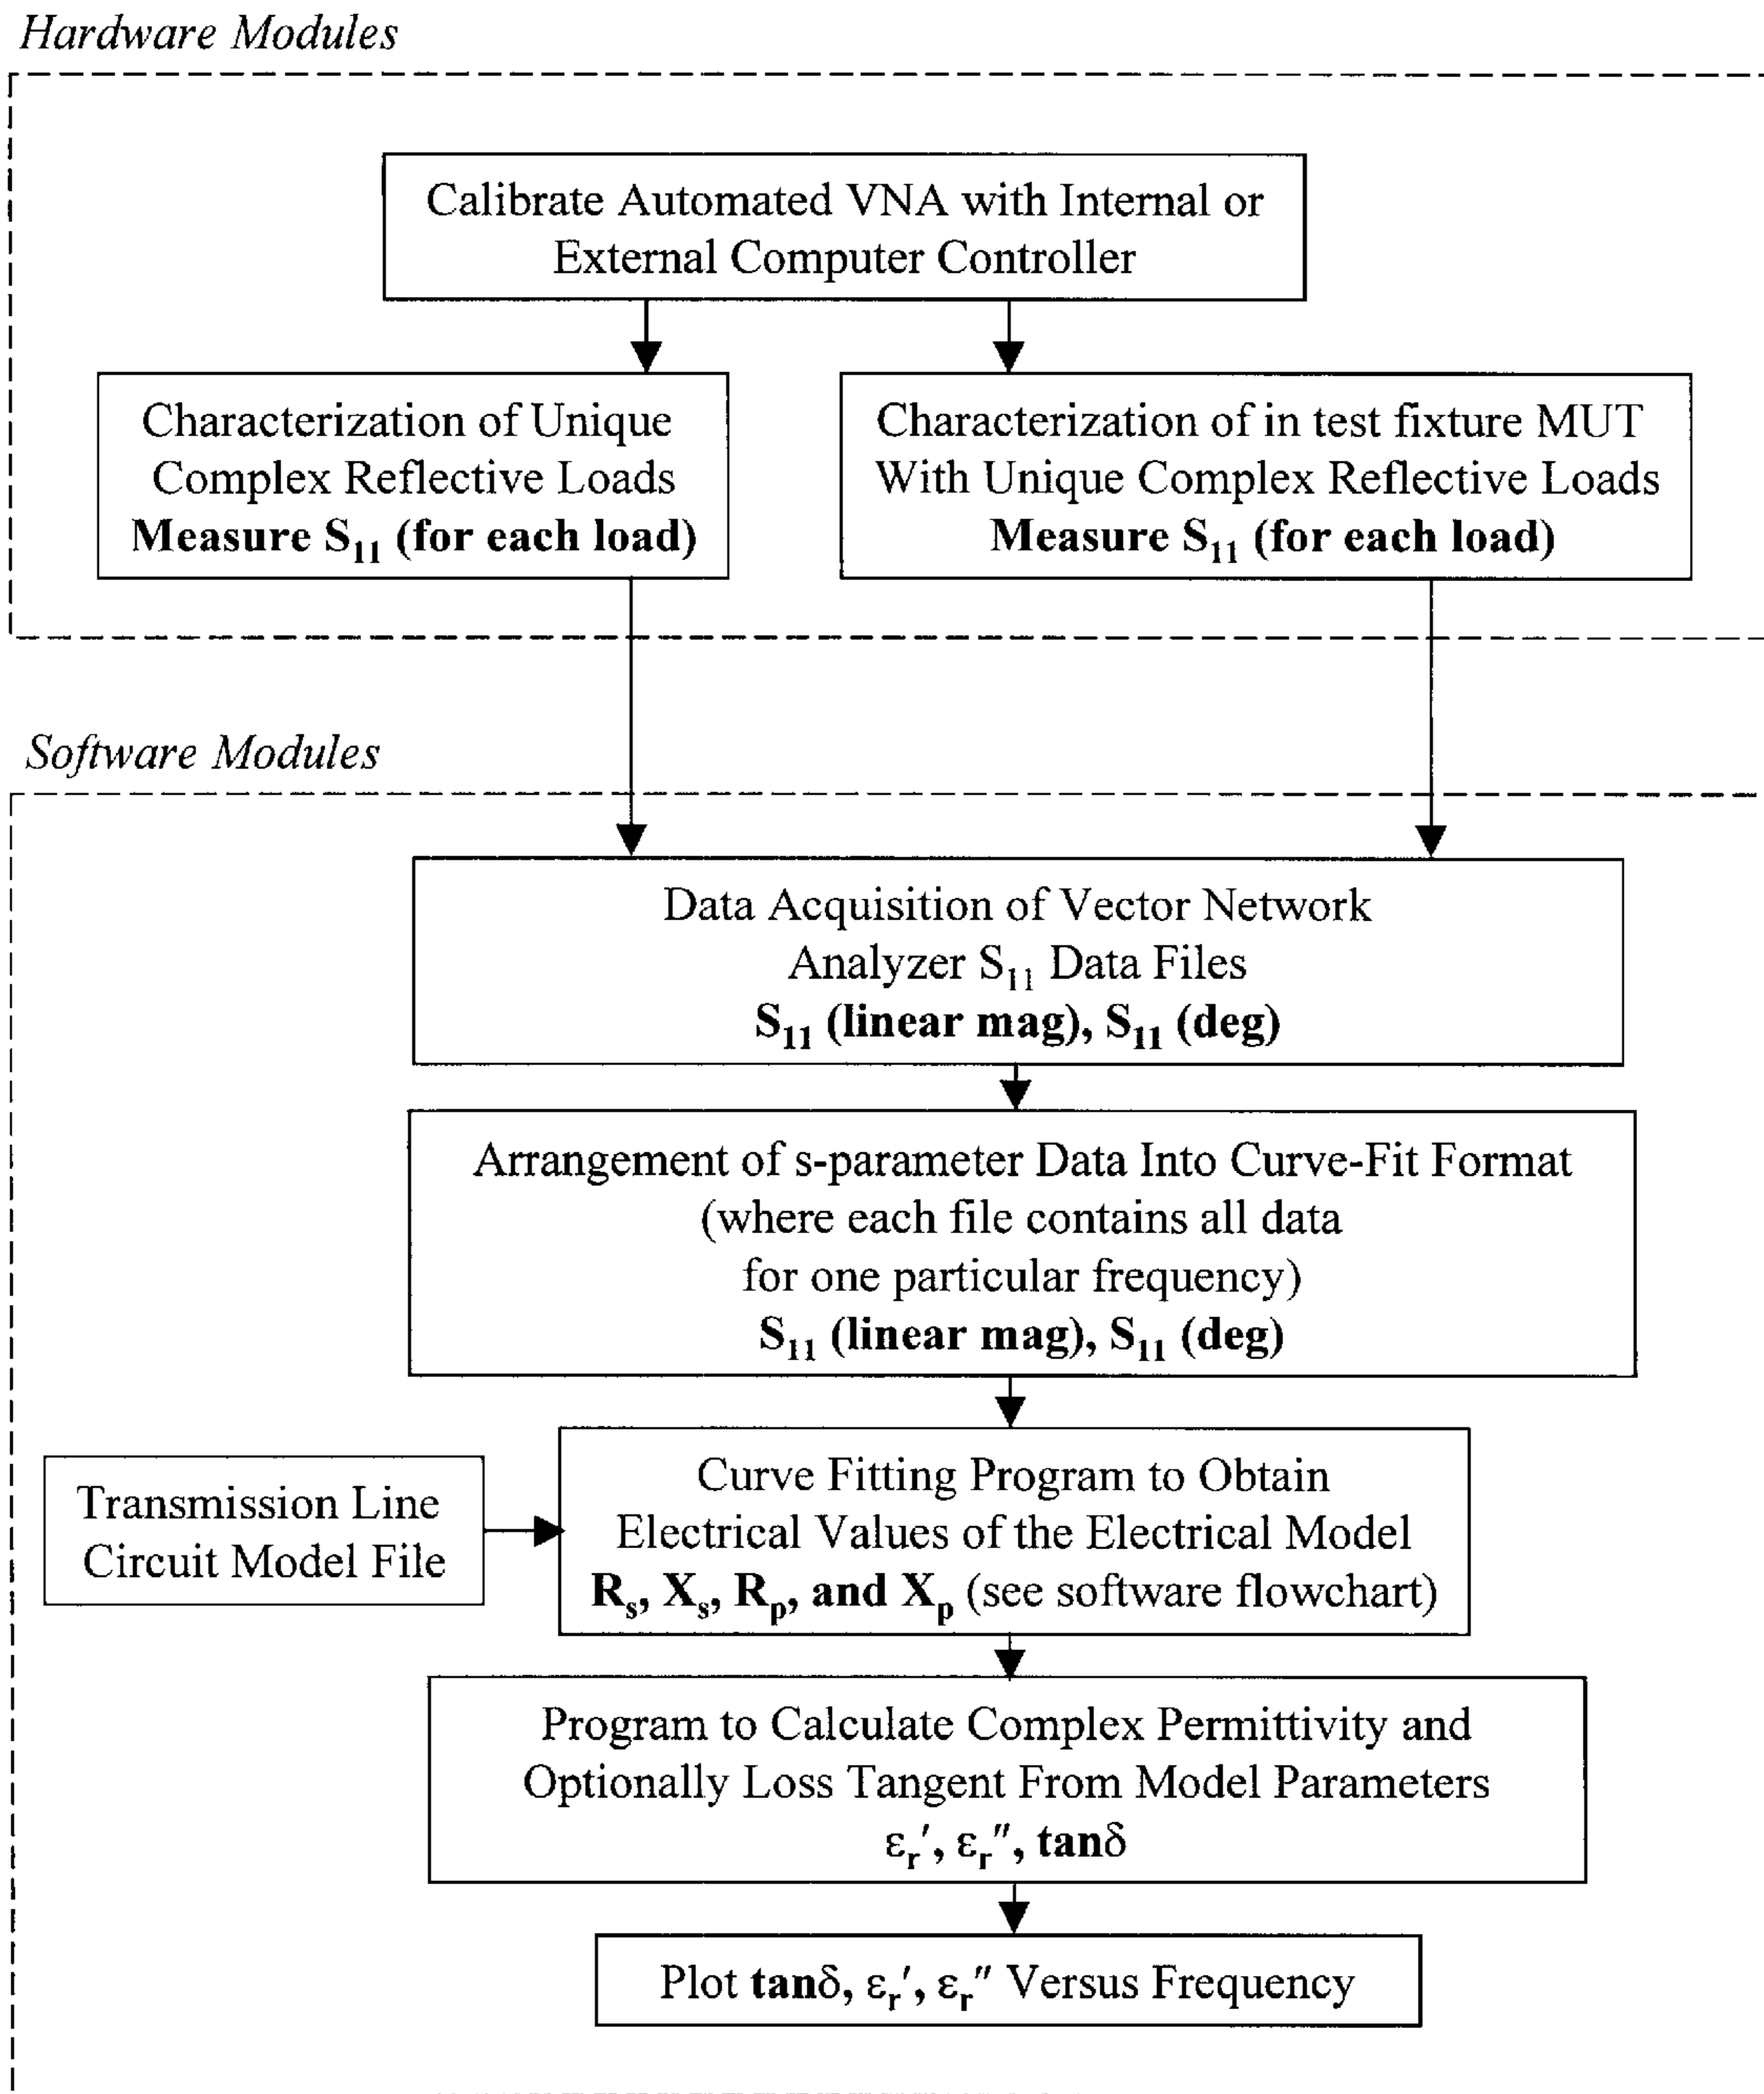 Hardware Modules
Calibrate Automated VNA with Internal or
External Computer Controller
Characterization of Unique
Complex Reflective Loads
Measure S₁₁ (for each load)
Characterization of in test fixture MUT
With Unique Complex Reflective Loads
Measure S₁₁ (for each load)
Software Modules
Data Acquisition of Vector Network
Analyzer S₁₁ Data Files
S₁₁ (linear mag), S₁₁ (deg)
Arrangement of s-parameter Data Into Curve-Fit Format
(where each file contains all data
for one particular frequency)
S₁₁ (linear mag), S₁₁ (deg)
Transmission Line
Circuit Model File
Curve Fitting Program to Obtain
Electrical Values of the Electrical Model
Rₛ, Xₛ, Rₚ, and Xₚ (see software flowchart)
Program to Calculate Complex Permittivity and
Optionally Loss Tangent From Model Parameters
εᵣ′, εᵣ″, tanδ
Plot tanδ, εᵣ′, εᵣ″ Versus Frequency